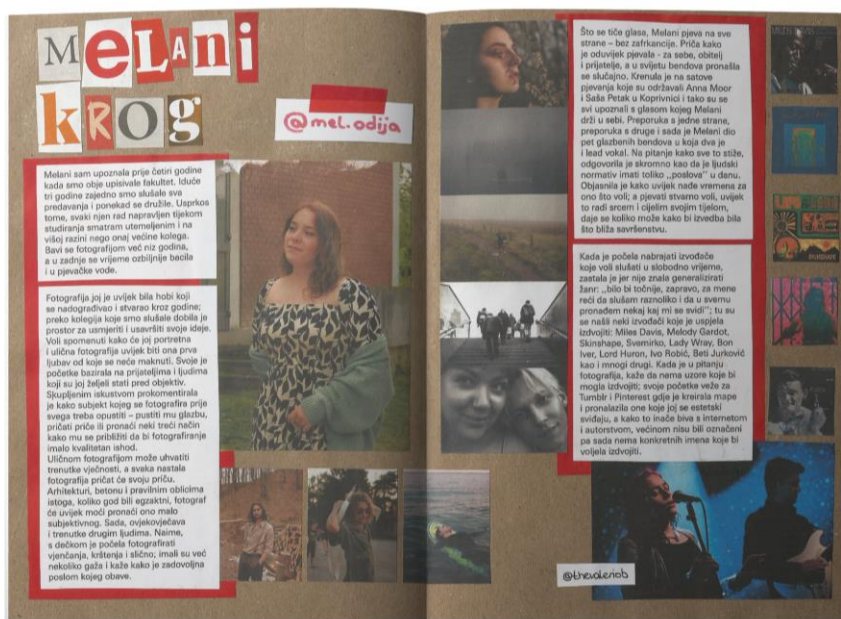 MELANi
kROg
@mel.odija
Melani sam upoznala prije četiri godine
kada smo obje upisivale fakultet. Iduće
tri godine zajedno smo slušale sva
predavanja i ponekad se družile. Usprkos
tome, svaki njen rad napravljen tijekom
studiranja smatram utemeljenim i na
višoj razini nego onaj većine kolega.
Bavi se fotografijom već niz godina,
a u zadnje se vrijeme ozbiljnije bacila
i u pjevačke vode.
Fotografija joj je uvijek bila hobi koji
se nadograđivao i stvarao kroz godine;
preko kolegija koje smo slušale dobila je
prostor za usmjeriti i usavršiti svoje ideje.
Voli spomenuti kako će joj portretna
i ulična fotografija uvijek biti ona prva
ljubav od koje se neće maknuti. Svoje je
početke bazirala na prijateljima i ljudima
koji su joj željeli stati pred objektiv.
Skupljenim iskustvom prokomentirala
je kako subjekt kojeg se fotografira prije
svega treba opustiti – pustiti mu glazbu,
pričati priče ili pronaći neki treći način
kako mu se približiti da bi fotografiranje
imalo kvalitetan ishod.
Uličnom fotografijom može uhvatiti
trenutke vječnosti, a svaka nastala
fotografija pričat će svoju priču.
Arhitekturi, betonu i pravilnim oblicima
istoga, koliko god bili egzaktni, fotograf
će uvijek moći pronaći ono malo
subjektivnog. Sada, ovjekovječava
i trenutke drugim ljudima. Naime,
s dečkom je počela fotografirati
vjenčanja, krštenja i slično; imali su već
nekoliko gaža i kaže kako je zadovoljna
poslom kojeg obave.
Što se tiče glasa, Melani pjeva na sve
strane – bez zafrkancije. Priča kako
je oduvijek pjevala - za sebe, obitelj
i prijatelje, a u svijetu bendova pronašla
se slučajno. Krenula je na satove
pjevanja koje su održavali Anna Moor
i Saše Petak u Koprivnici i tako su se
svi upoznali s glasom kojeg Melani
drži u sebi. Preporuka s jedne strane,
preporuka s druge i sada je Melani dio
pet glazbenih bendova u koja dva je
i lead vokal. Na pitanje kako sve to stiže,
odgovorila je skromno kao da je ljudski
normativ imati toliko „poslova” u danu.
Objasnila je kako uvijek nađe vremena za
ono što voli; a pjevati stvarno voli, uvijek
to radi srcem i cijelim svojim tijelom,
daje se koliko može kako bi izvedba bila
što bliža savršenstvu.
Kada je počela nabrajati izvođače
koje voli slušati u slobodno vrijeme,
zastala je jer nije znala generalizirati
žanr: „bilo bi točnije, zapravo, za mene
reći da slušam raznoliko i da u svemu
pronađem nekaj kaj mi se svidi”; tu su
se našli neki izvođači koje je uspjela
izdvojiti: Miles Davis, Melody Gardot,
Skinshape, Svemirko, Lady Wray, Bon
Iver, Lord Huron, Ivo Robić, Beti Jurković
kao i mnogi drugi. Kada je u pitanju
fotografija, kaže da nema uzore koje bi
mogla izdvojiti; svoje početke veže za
Tumblr i Pinterest gdje je kreirala mape
i pronalazila one koje joj se estetski
sviđaju, a kako to inače biva s internetom
i autorstvom, većinom nisu bili označeni
pa sada nema konkretnih imena koje bi
voljela izdvojiti.
@thevaleriob